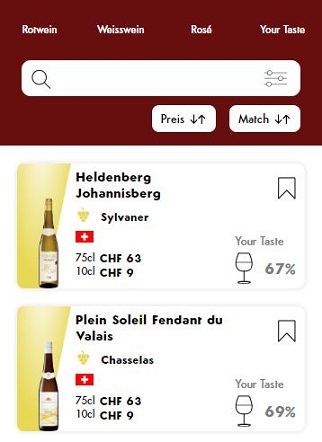 Rotwein Weisswein Rosé Your Taste
Preis Match
Heldenberg
Johannisberg
Sylvaner
Your Taste
75cl CHF 63
10cl CHF 9
67%
Plein Soleil Fendant du
Valais
Chasselas
Your Taste
75cl CHF 63
10cl CHF 9
69%